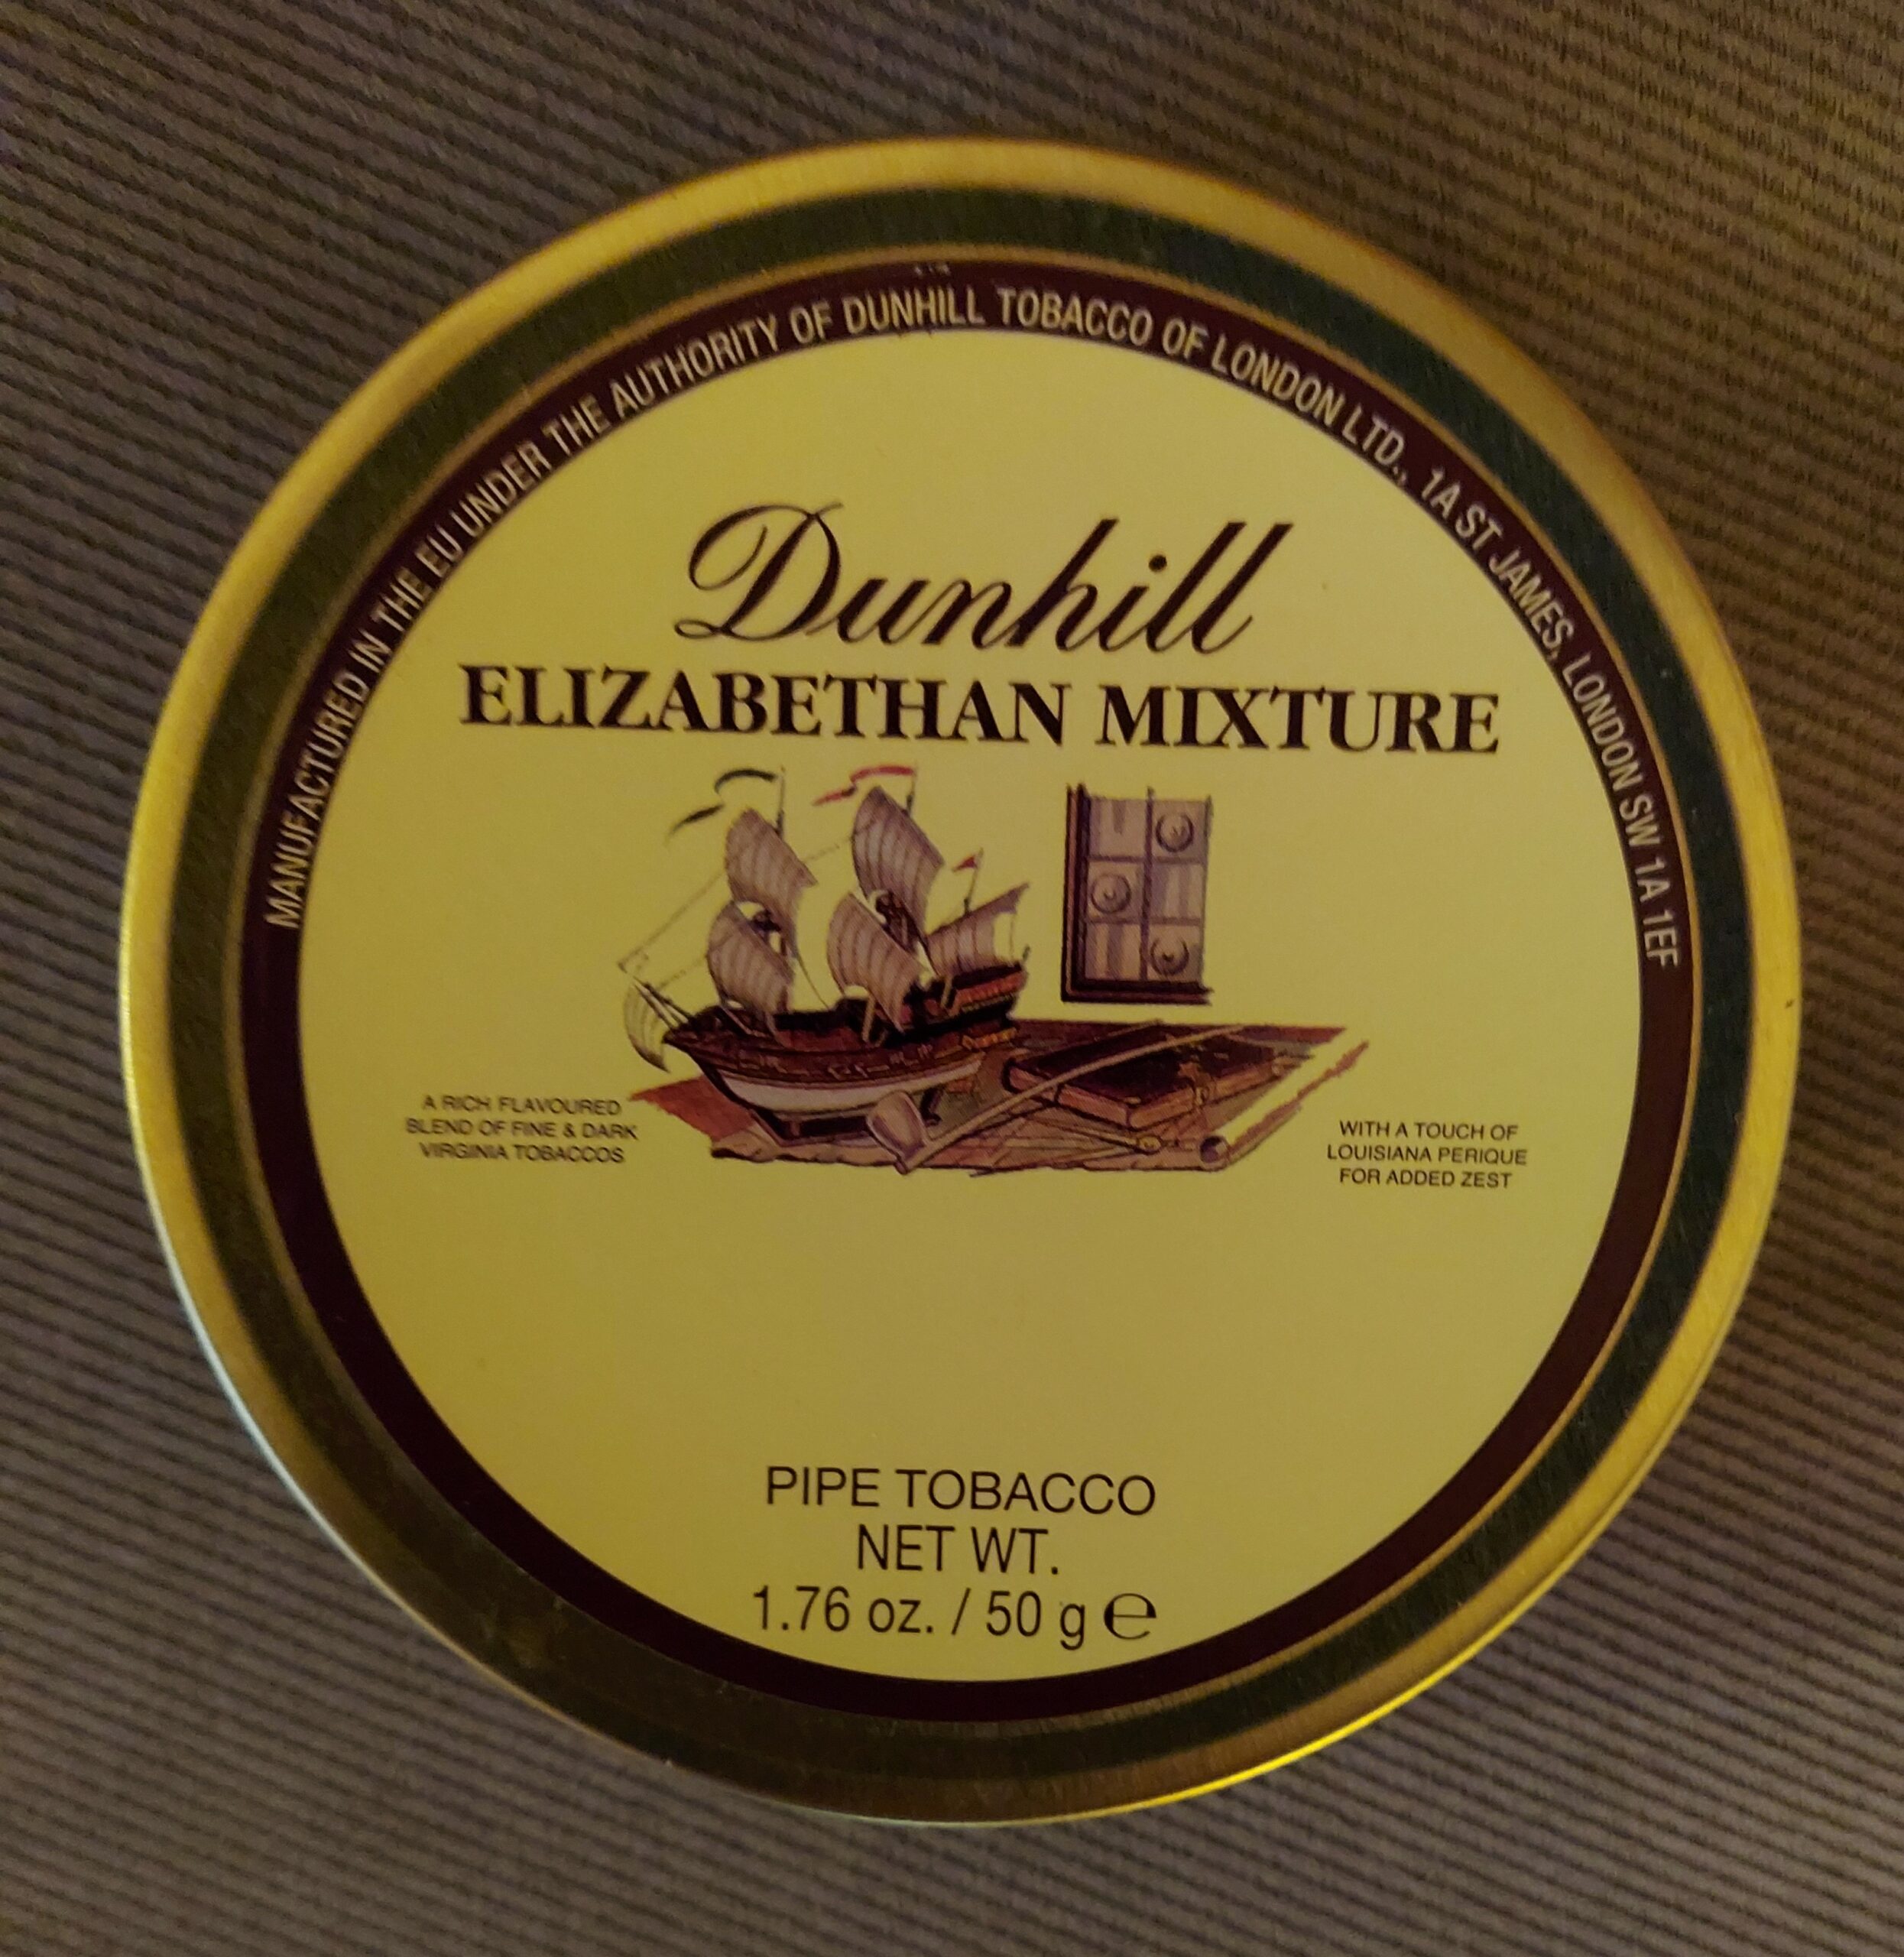 MANUFACTURED IN THE EU UNDER THE AUTHORITY OF DUNHILL TOBACCO OF LONDON LTD., 1A ST JAMES, LONDON SW 1A 1EF
Dunhill
ELIZABETHAN MIXTURE
A RICH FLAVOURED
BLEND OF FINE & DARK
VIRGINIA TOBACCOS
WITH A TOUCH OF
LOUISIANA PERIQUE
FOR ADDED ZEST
PIPE TOBACCO
NET WT.
1.76 oz. / 50 g ℮